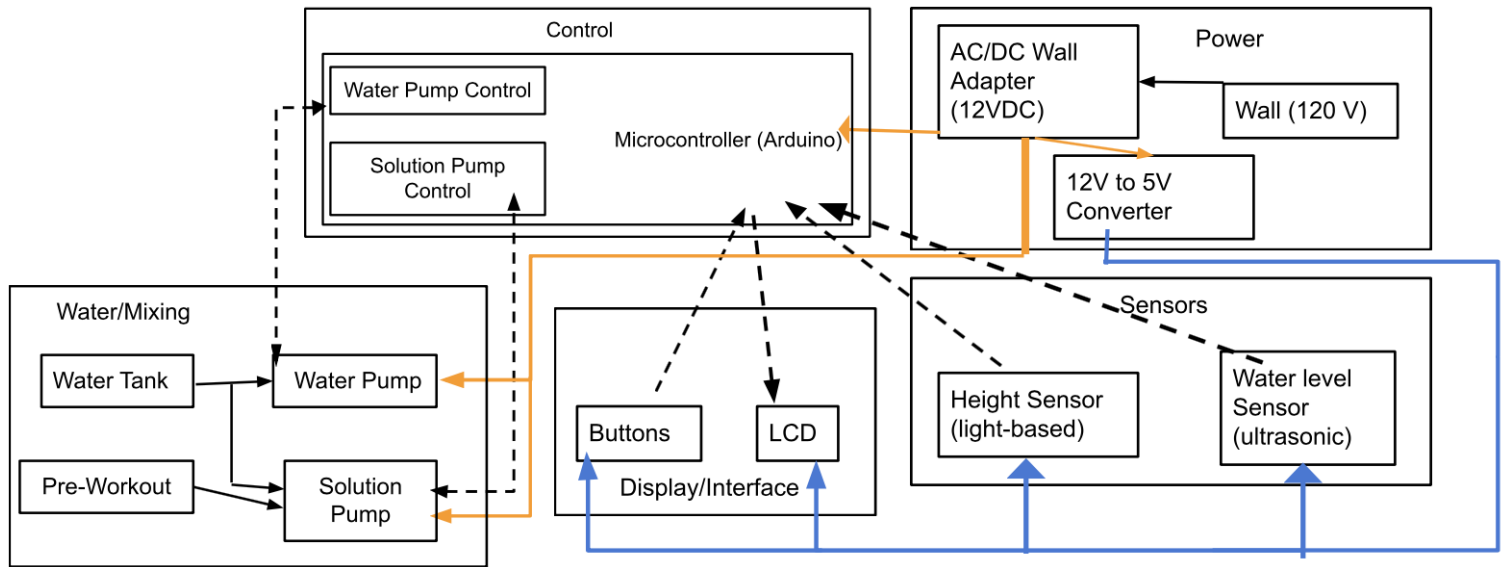 Control
Water Pump Control
Solution Pump
Control
Microcontroller (Arduino)
Power
AC/DC Wall
Adapter
(12VDC)
Wall (120 V)
12V to 5V
Converter
Water/Mixing
Water Tank
Water Pump
Pre-Workout
Solution
Pump
Buttons
LCD
Display/Interface
Sensors
Height Sensor
(light-based)
Water level
Sensor
(ultrasonic)